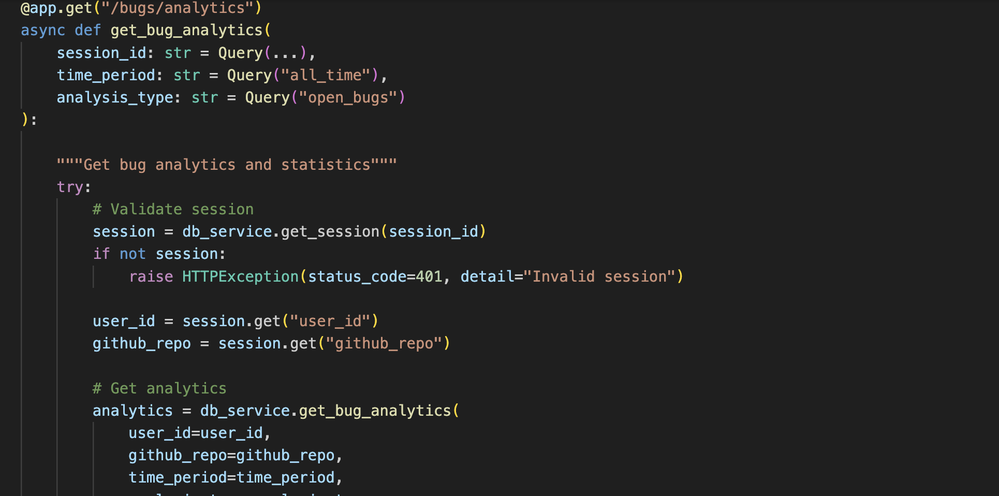 @app.get("/bugs/analytics")
async def get_bug_analytics(
    session_id: str = Query(...),
    time_period: str = Query("all_time"),
    analysis_type: str = Query("open_bugs")
):

    """Get bug analytics and statistics"""
    try:
        # Validate session
        session = db_service.get_session(session_id)
        if not session:
            raise HTTPException(status_code=401, detail="Invalid session")

        user_id = session.get("user_id")
        github_repo = session.get("github_repo")

        # Get analytics
        analytics = db_service.get_bug_analytics(
            user_id=user_id,
            github_repo=github_repo,
            time_period=time_period,